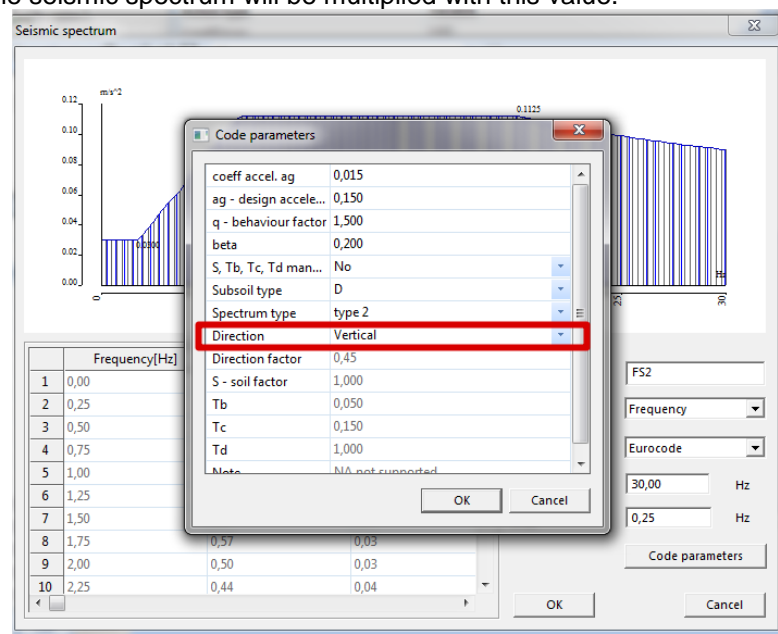 he seismic spectrum will be multiplied with this value.
Seismic spectrum
m/s^2
0.12
0.10
0.08
0.06
0.04
0.02
0.00
0.0300
0.1125
Hz
0
25
30
Code parameters
coeff accel. ag 0,015
ag - design accele... 0,150
q - behaviour factor 1,500
beta 0,200
S, Tb, Tc, Td man... No
Subsoil type D
Spectrum type type 2
Direction Vertical
Direction factor 0,45
S - soil factor 1,000
Tb 0,050
Tc 0,150
Td 1,000
Note NA not supported
OK Cancel
Frequency[Hz]
1 0,00
2 0,25
3 0,50
4 0,75
5 1,00
6 1,25
7 1,50
8 1,75 0,57 0,03
9 2,00 0,50 0,03
10 2,25 0,44 0,04
FS2
Frequency
Eurocode
30,00 Hz
0,25 Hz
Code parameters
OK Cancel